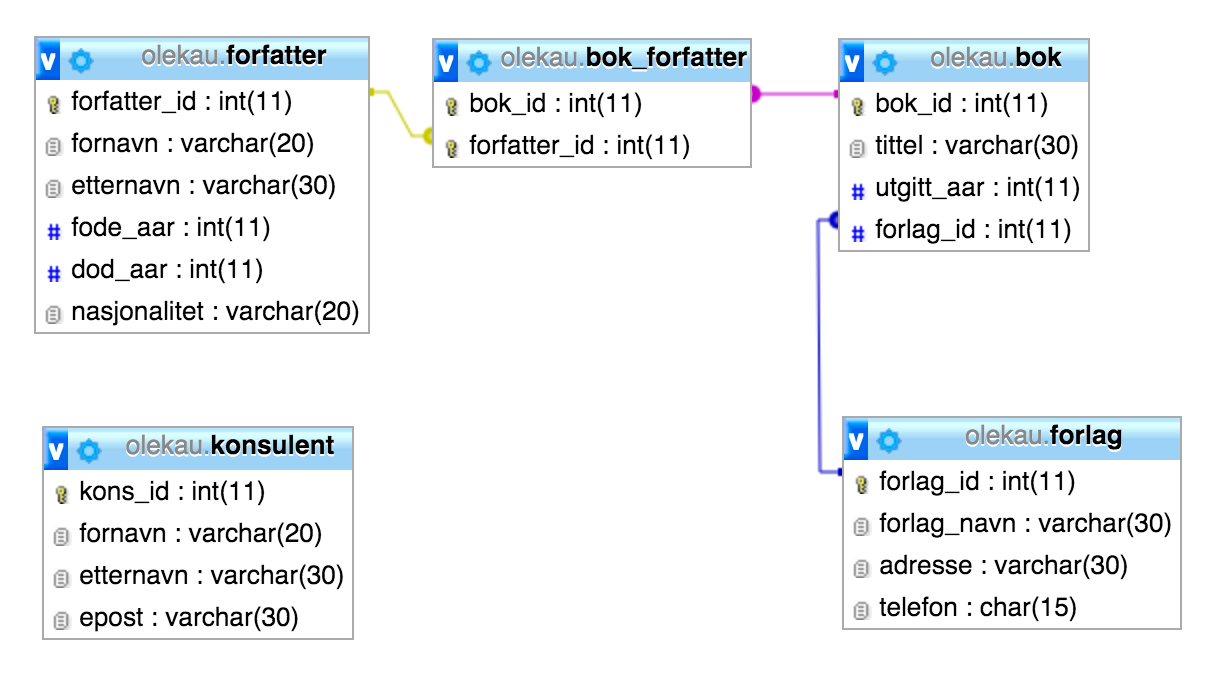 v olekau.forfatter
forfatter_id : int(11)
fornavn : varchar(20)
etternavn : varchar(30)
# fode_aar : int(11)
# dod_aar : int(11)
nasjonalitet : varchar(20)
v olekau.bok_forfatter
bok_id : int(11)
forfatter_id : int(11)
v olekau.bok
bok_id : int(11)
tittel : varchar(30)
# utgitt_aar : int(11)
# forlag_id : int(11)
v olekau.konsulent
kons_id : int(11)
fornavn : varchar(20)
etternavn : varchar(30)
epost : varchar(30)
v olekau.forlag
forlag_id : int(11)
forlag_navn : varchar(30)
adresse : varchar(30)
telefon : char(15)